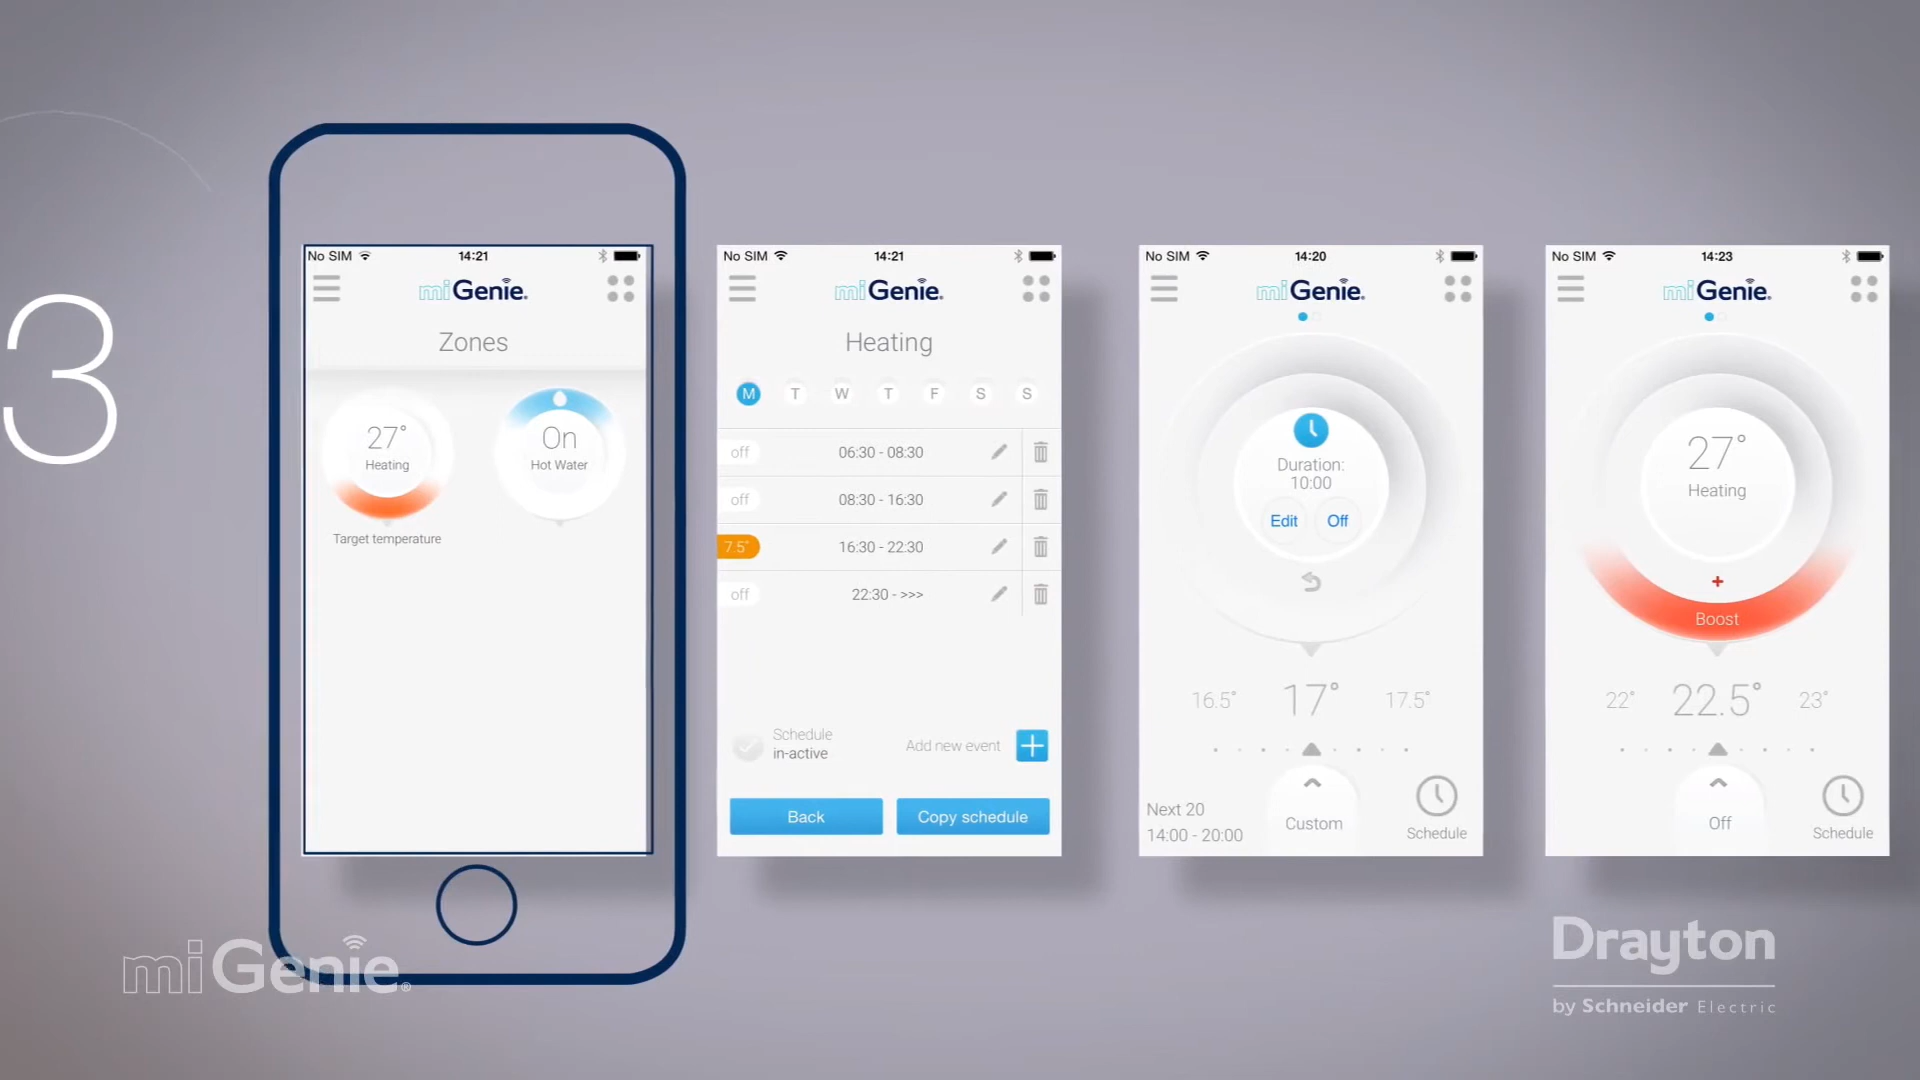 3
No SIM 14:21
miGenie®
Zones
27°
Heating
Target temperature
On
Hot Water
No SIM 14:21
miGenie®
Heating
M T W T F S S
off 06:30 - 08:30
off 08:30 - 16:30
7.5° 16:30 - 22:30
off 22:30 - >>>
Schedule
in-active
Add new event +
Back Copy schedule
No SIM 14:20
miGenie®
Duration:
10:00
Edit Off
16.5° 17° 17.5°
Next 20
14:00 - 20:00
Custom
Schedule
No SIM 14:23
miGenie®
27°
Heating
+
Boost
22° 22.5° 23°
Off
Schedule
miGenie®
Drayton
by Schneider Electric